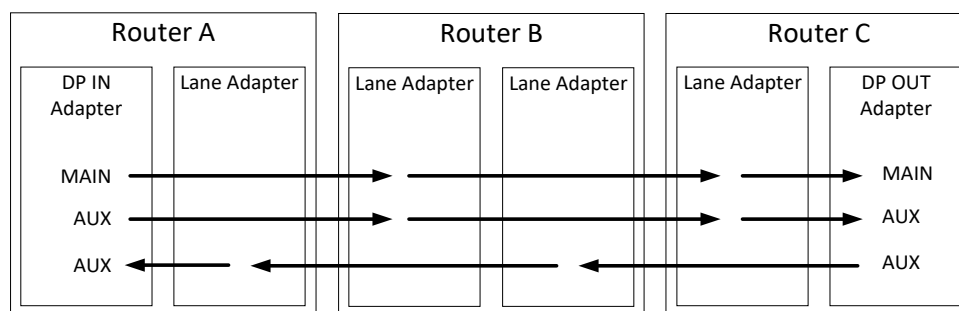 Router A
Router B
Router C
DP IN
Adapter
Lane Adapter
Lane Adapter
Lane Adapter
Lane Adapter
DP OUT
Adapter
MAIN
MAIN
AUX
AUX
AUX
AUX